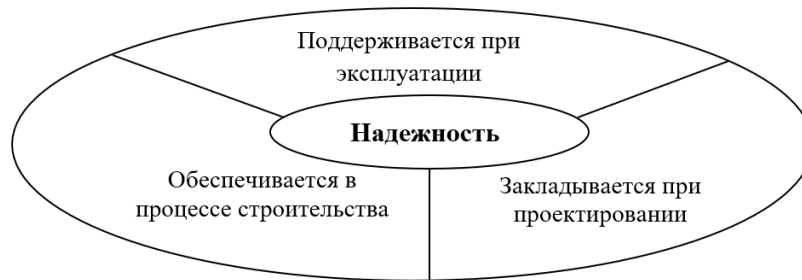 Поддерживается при
эксплуатации
Надежность
Обеспечивается в
процессе строительства
Закладывается при
проектировании